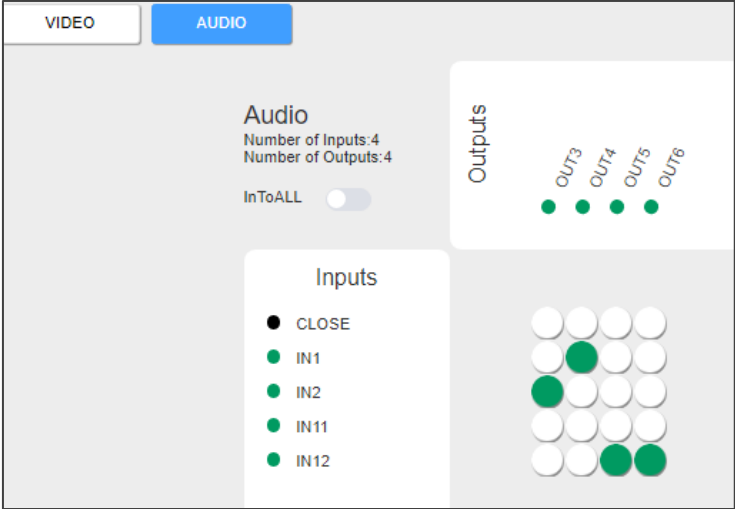 VIDEO
AUDIO
Audio
Number of Inputs:4
Number of Outputs:4
InToALL
Outputs
OUT3
OUT4
OUT5
OUT6
Inputs
CLOSE
IN1
IN2
IN11
IN12